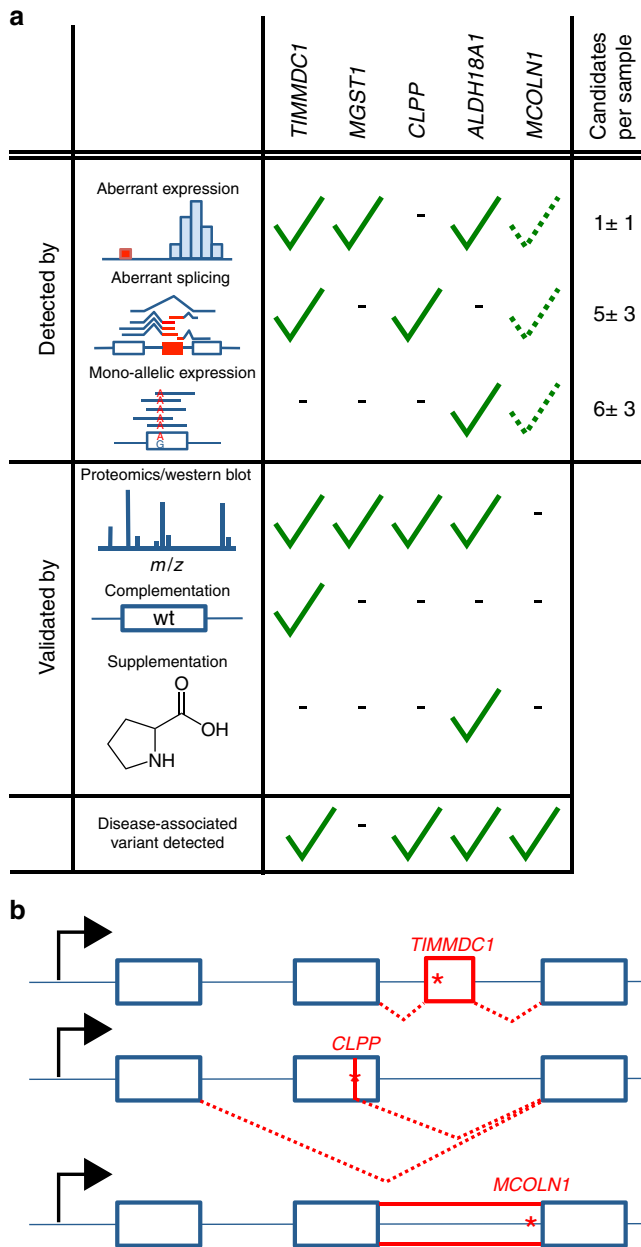 a
TIMMDC1
MGST1
CLPP
ALDH18A1
MCOLN1
Candidates
per sample
Detected by
Aberrant expression
-
1± 1
Aberrant splicing
- -
5± 3
Mono-allelic expression
A
A
A
A
A
A
G
- - -
6± 3
Validated by
Proteomics/western blot
m/z
-
Complementation
wt
- - - -
Supplementation
O
OH
NH
- - - -
Disease-associated
variant detected
-
b
TIMMDC1
*
CLPP
*
MCOLN1
*